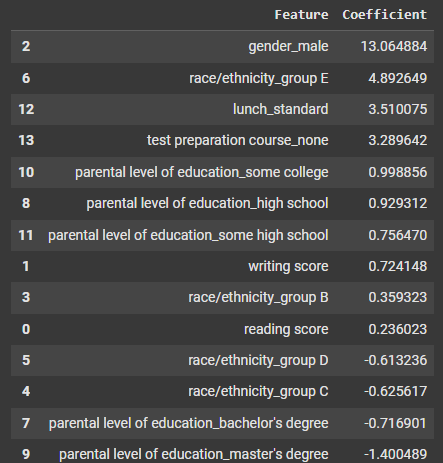 Feature Coefficient
2 gender_male 13.064884
6 race/ethnicity_group E 4.892649
12 lunch_standard 3.510075
13 test preparation course_none 3.289642
10 parental level of education_some college 0.998856
8 parental level of education_high school 0.929312
11 parental level of education_some high school 0.756470
1 writing score 0.724148
3 race/ethnicity_group B 0.359323
0 reading score 0.236023
5 race/ethnicity_group D -0.613236
4 race/ethnicity_group C -0.625617
7 parental level of education_bachelor's degree -0.716901
9 parental level of education_master's degree -1.400489